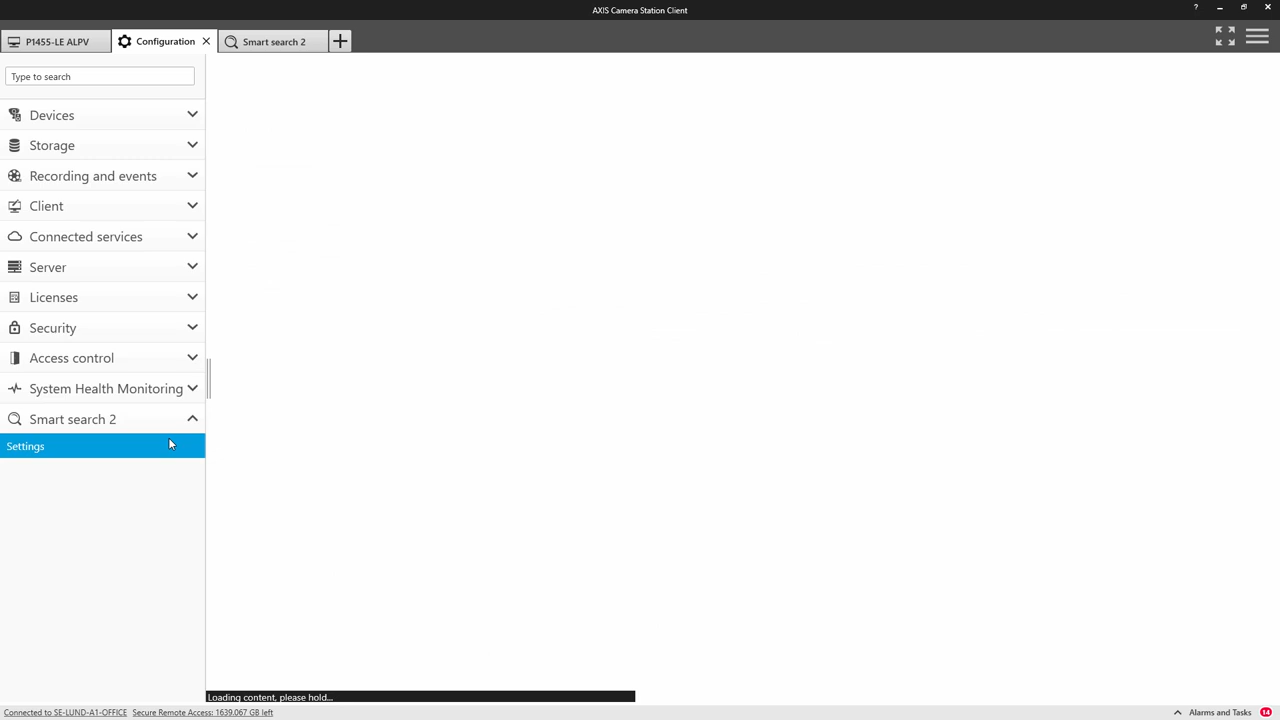 AXIS Camera Station Client
?
P1455-LE ALPV
Configuration
Smart search 2
Type to search
Devices
Storage
Recording and events
Client
Connected services
Server
Licenses
Security
Access control
System Health Monitoring
Smart search 2
Settings
Loading content, please hold...
Connected to SE-LUND-A1-OFFICE Secure Remote Access: 1639.067 GB left
Alarms and Tasks 14